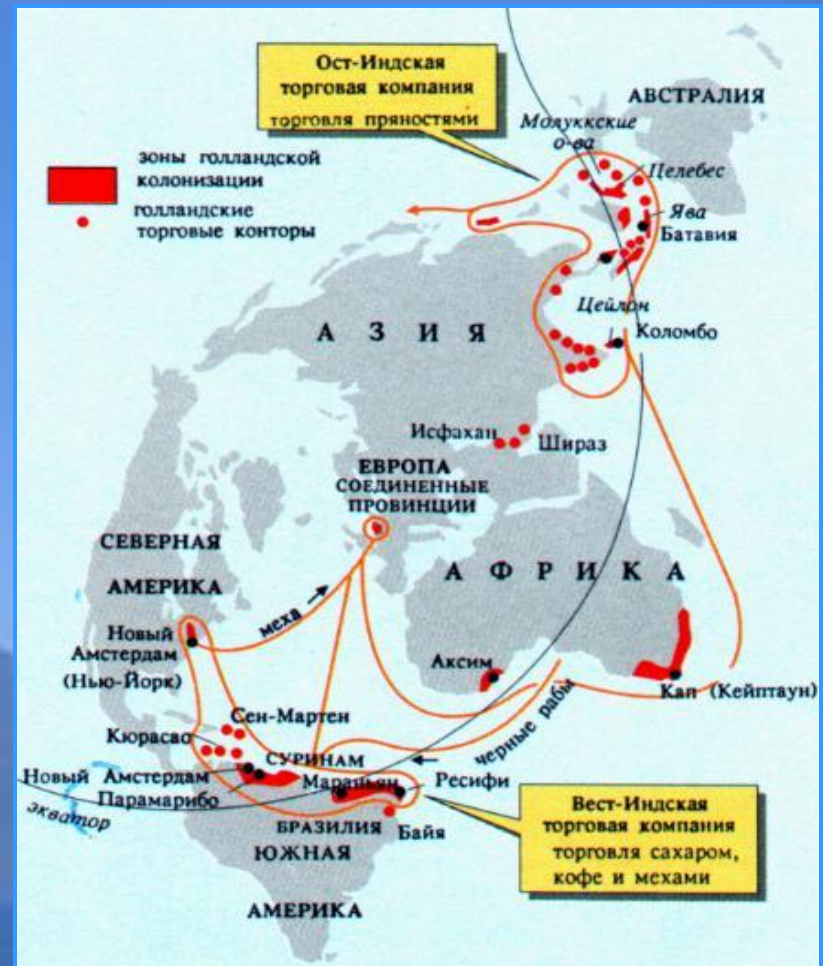 Ост-Индская
торговая компания
торговля пряностями
АВСТРАЛИЯ
Молуккские
о-ва
Целебес
Ява
Батавия
зоны голландской
колонизации
голландские
торговые конторы
Цейлон
Коломбо
АЗИЯ
Исфахан
Шираз
ЕВРОПА
СОЕДИНЕННЫЕ
ПРОВИНЦИИ
СЕВЕРНАЯ
АМЕРИКА
АФРИКА
меха
Новый
Амстердам
(Нью-Йорк)
Аксим
Кап (Кейптаун)
Сен-Мартен
Кюрасао
черные рабы
СУРИНАМ
Новый Амстердам
Мараньян
Ресифи
Парамарибо
экватор
БРАЗИЛИЯ
Байя
ЮЖНАЯ
АМЕРИКА
Вест-Индская
торговая компания
торговля сахаром,
кофе и мехами